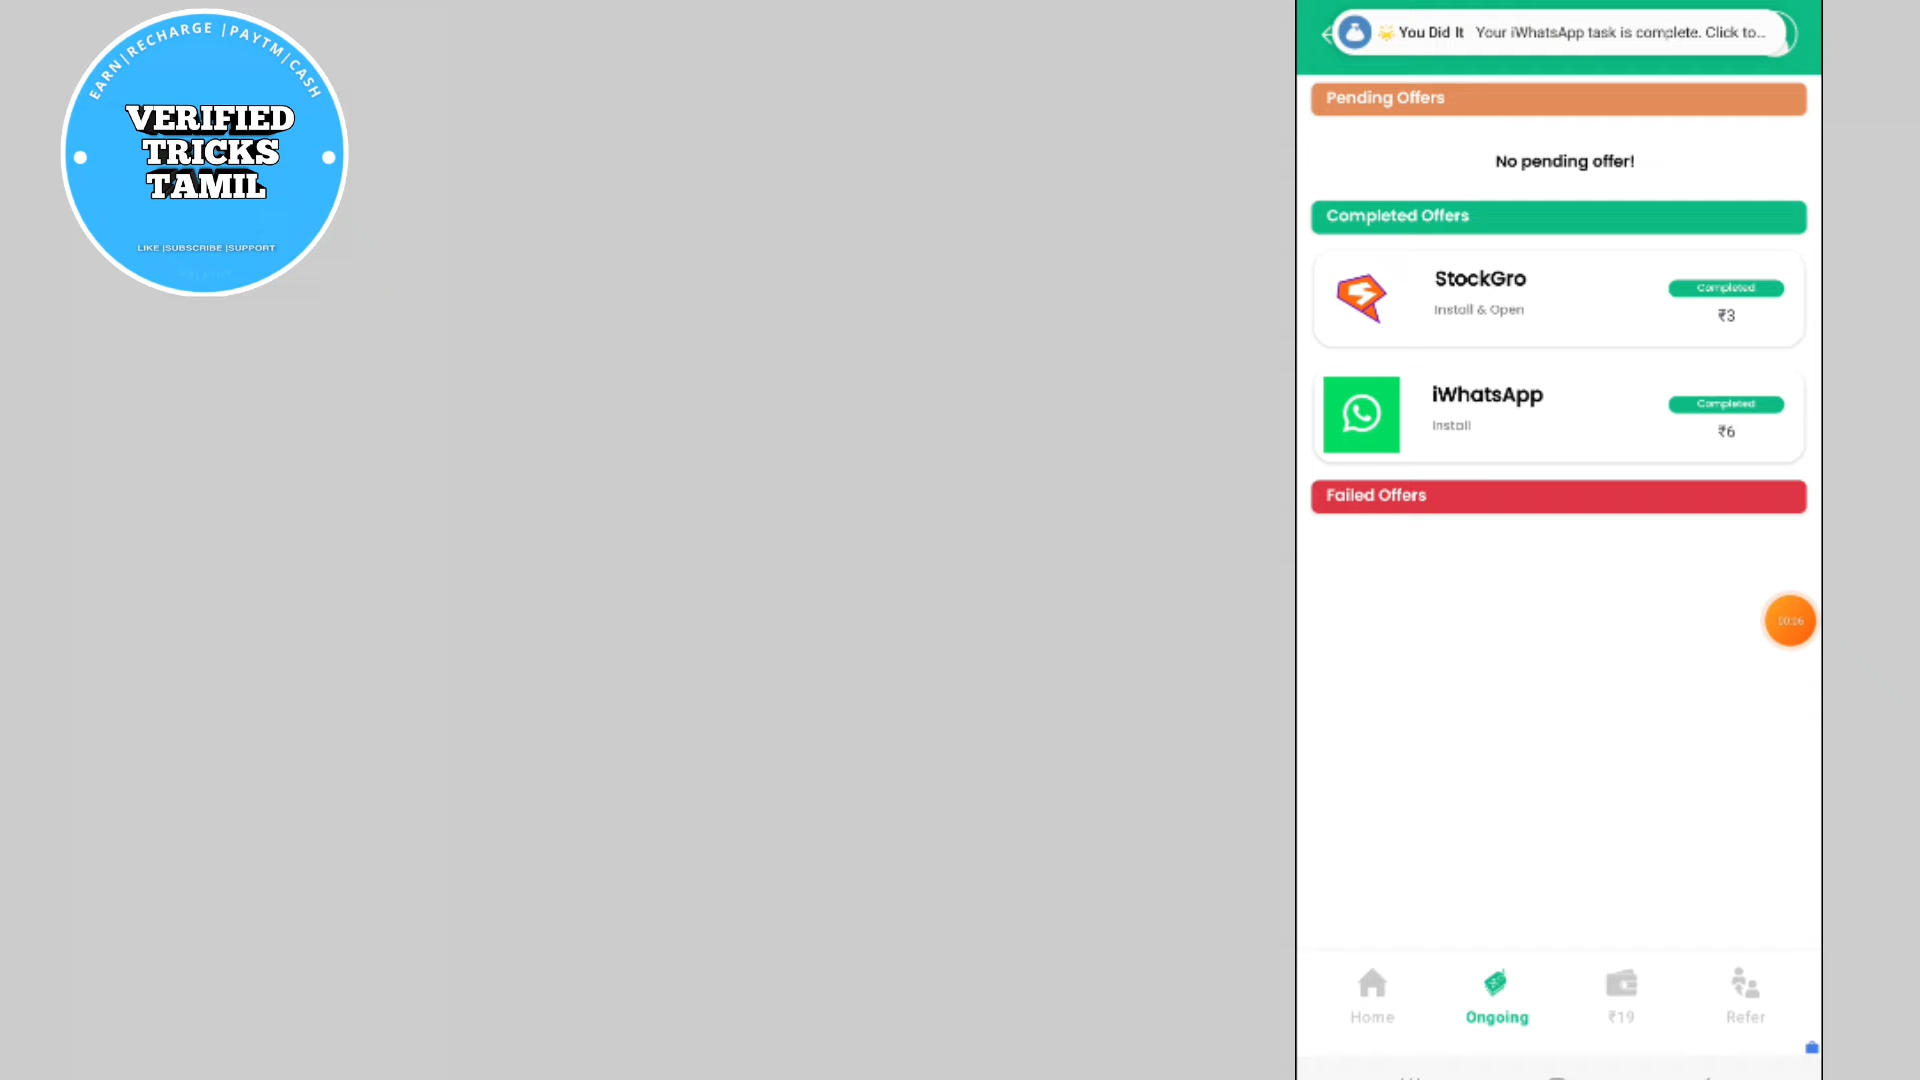 EARN|RECHARGE |PAYTM|CASH
VERIFIED
TRICKS
TAMIL
LIKE |SUBSCRIBE |SUPPORT
🌟 You Did It Your iWhatsApp task is complete. Click to...
Pending Offers
No pending offer!
Completed Offers
StockGro
Completed
Install & Open
₹3
iWhatsApp
Completed
Install
₹6
Failed Offers
00:06
Home
Ongoing
₹19
Refer